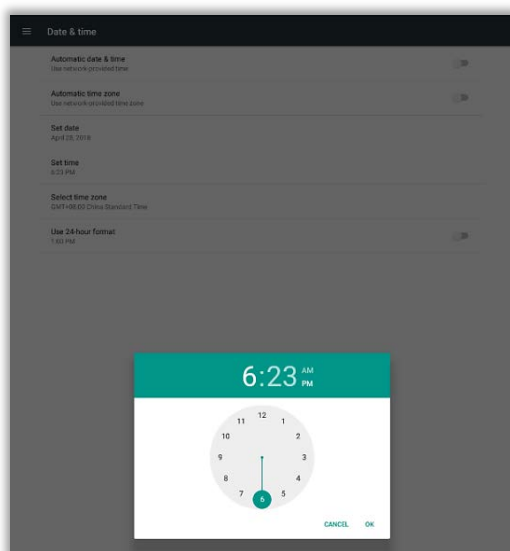 Date & time
Automatic date & time
Use network-provided time
Automatic time zone
Use network-provided time zone
Set date
April 28, 2018
Set time
6:23 PM
Select time zone
GMT+08:00 China Standard Time
Use 24-hour format
1:00 PM
6:23 AM
PM
12
11 1
10 2
9 3
8 4
7 5
6
CANCEL OK